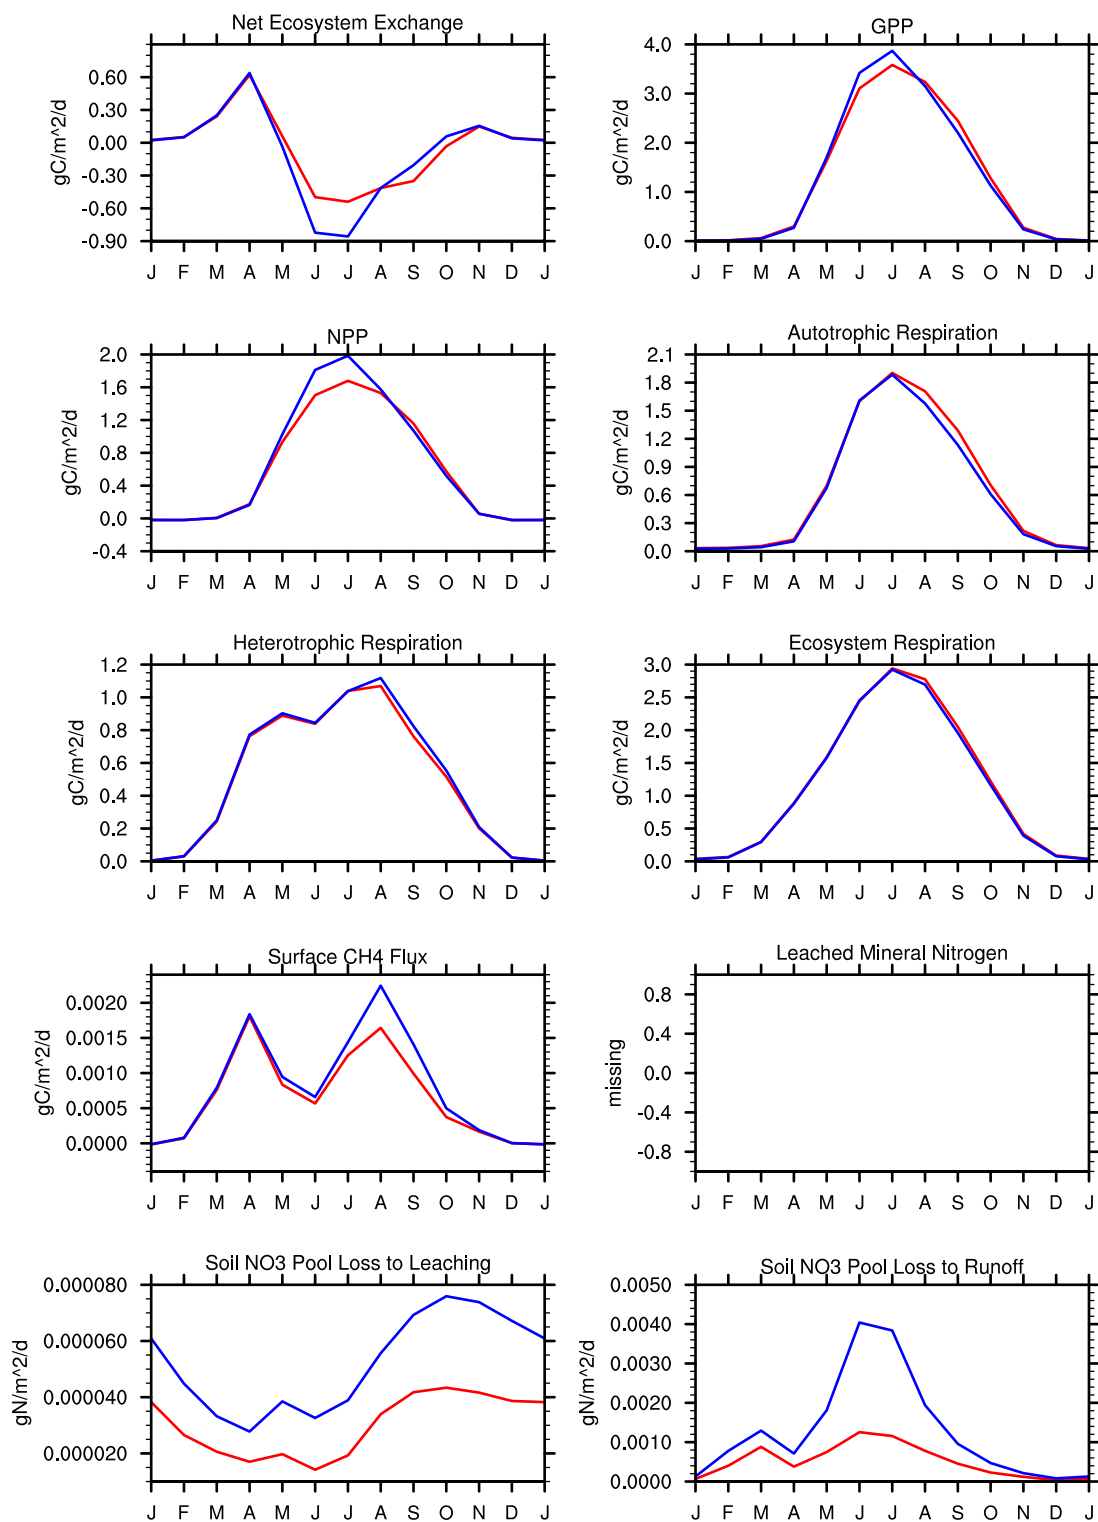 Net Ecosystem Exchange
gC/m^2/d
0.60
0.30
0.00
-0.30
-0.60
-0.90
J F M A M J J A S O N D J
GPP
gC/m^2/d
4.0
3.0
2.0
1.0
0.0
J F M A M J J A S O N D J
NPP
gC/m^2/d
2.0
1.6
1.2
0.8
0.4
0.0
-0.4
J F M A M J J A S O N D J
Autotrophic Respiration
gC/m^2/d
2.1
1.8
1.5
1.2
0.9
0.6
0.3
0.0
J F M A M J J A S O N D J
Heterotrophic Respiration
gC/m^2/d
1.2
1.0
0.8
0.6
0.4
0.2
0.0
J F M A M J J A S O N D J
Ecosystem Respiration
gC/m^2/d
3.0
2.5
2.0
1.5
1.0
0.5
0.0
J F M A M J J A S O N D J
Surface CH4 Flux
gC/m^2/d
0.0020
0.0015
0.0010
0.0005
0.0000
J F M A M J J A S O N D J
Leached Mineral Nitrogen
missing
0.8
0.4
0.0
-0.4
-0.8
J F M A M J J A S O N D J
Soil NO3 Pool Loss to Leaching
gN/m^2/d
0.000080
0.000060
0.000040
0.000020
J F M A M J J A S O N D J
Soil NO3 Pool Loss to Runoff
gN/m^2/d
0.0050
0.0040
0.0030
0.0020
0.0010
0.0000
J F M A M J J A S O N D J